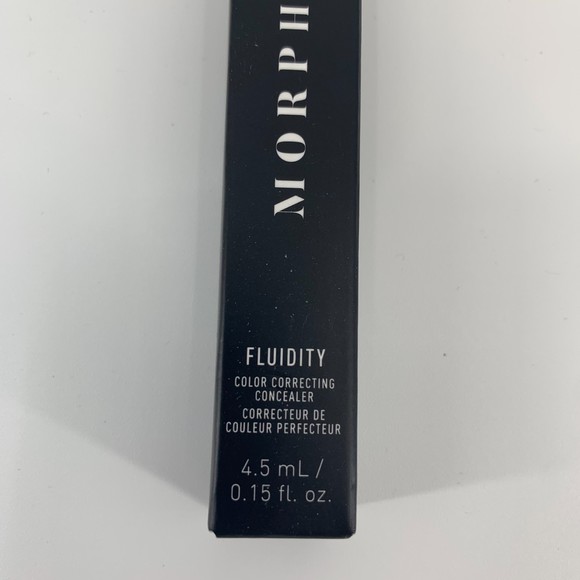 MORPH
FLUIDITY
COLOR CORRECTING
CONCEALER
CORRECTEUR DE
COULEUR PERFECTEUR
4.5 mL /
0.15 fl. oz.